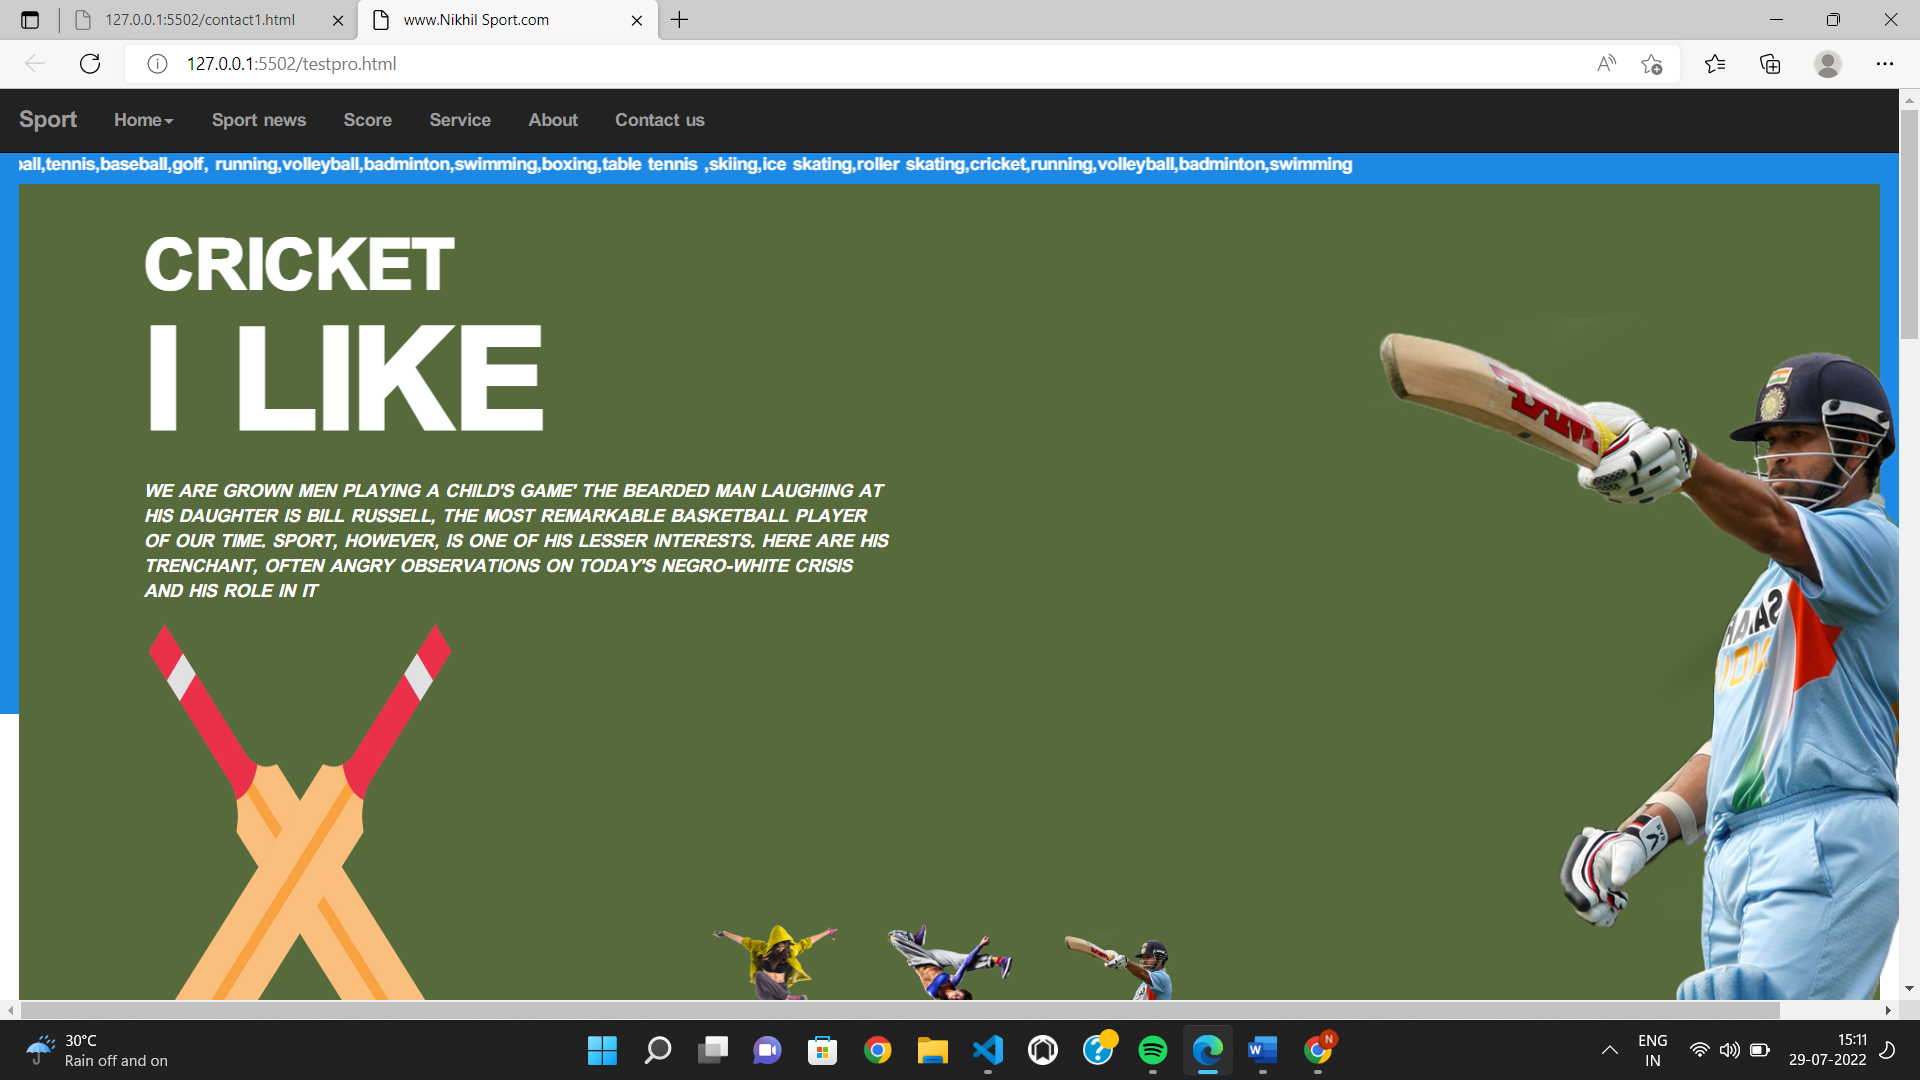 127.0.0.1:5502/contact1.html
www.Nikhil Sport.com
127.0.0.1:5502/testpro.html
Sport Home Sport news Score Service About Contact us
all,tennis,baseball,golf, running,volleyball,badminton,swimming,boxing,table tennis ,skiing,ice skating,roller skating,cricket,running,volleyball,badminton,swimming
CRICKET
I LIKE
WE ARE GROWN MEN PLAYING A CHILD'S GAME' THE BEARDED MAN LAUGHING AT
HIS DAUGHTER IS BILL RUSSELL, THE MOST REMARKABLE BASKETBALL PLAYER
OF OUR TIME. SPORT, HOWEVER, IS ONE OF HIS LESSER INTERESTS. HERE ARE HIS
TRENCHANT, OFTEN ANGRY OBSERVATIONS ON TODAY'S NEGRO-WHITE CRISIS
AND HIS ROLE IN IT
30°C
Rain off and on
N
ENG
IN
15:11
29-07-2022